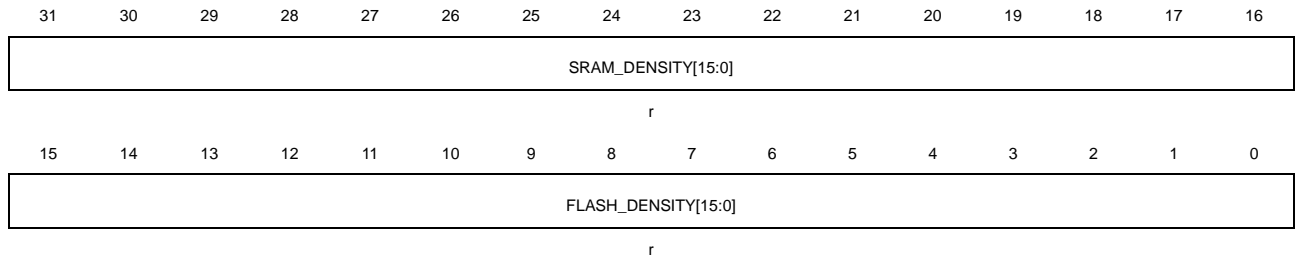 31 30 29 28 27 26 25 24 23 22 21 20 19 18 17 16
SRAM_DENSITY[15:0]
r
15 14 13 12 11 10 9 8 7 6 5 4 3 2 1 0
FLASH_DENSITY[15:0]
r